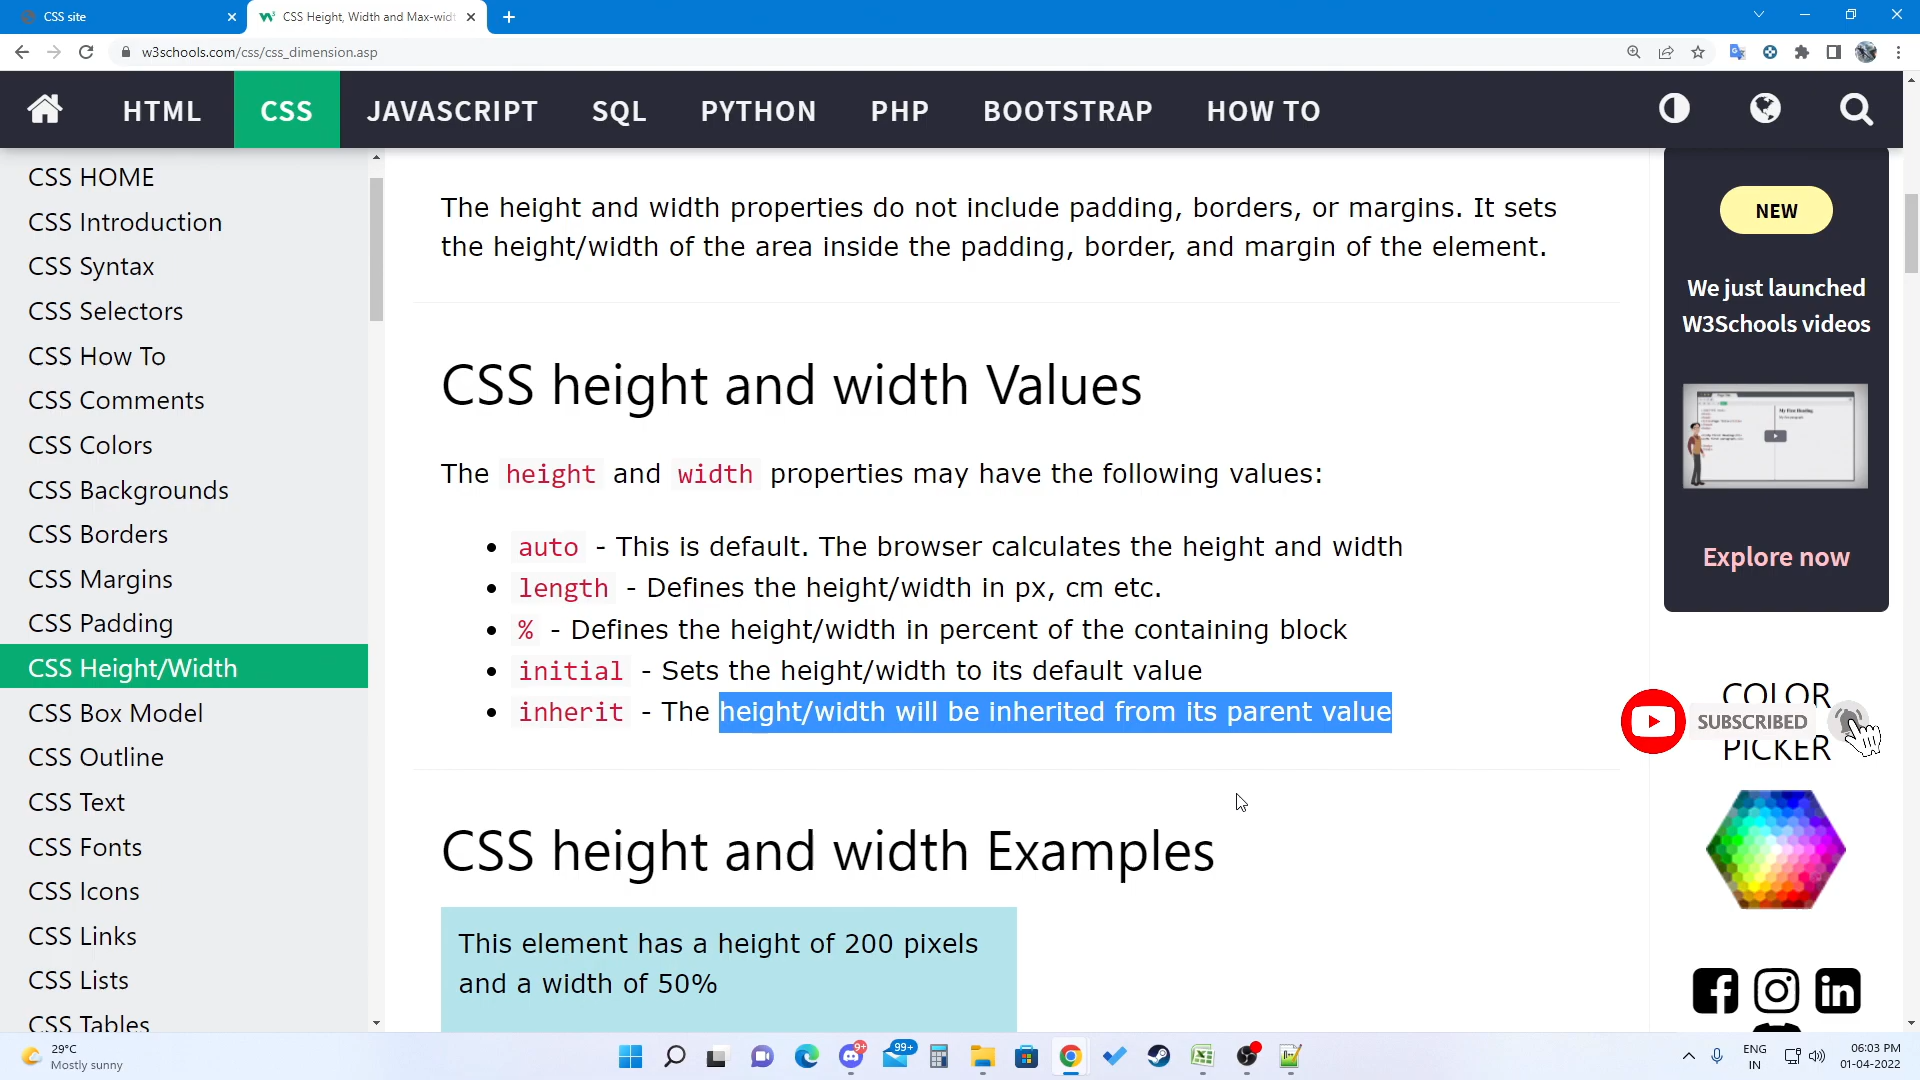 CSS site
CSS Height, Width and Max-widt
w3schools.com/css/css_dimension.asp
HTML
CSS
JAVASCRIPT
SQL
PYTHON
PHP
BOOTSTRAP
HOW TO
CSS HOME
CSS Introduction
CSS Syntax
CSS Selectors
CSS How To
CSS Comments
CSS Colors
CSS Backgrounds
CSS Borders
CSS Margins
CSS Padding
CSS Height/Width
CSS Box Model
CSS Outline
CSS Text
CSS Fonts
CSS Icons
CSS Links
CSS Lists
CSS Tables
The height and width properties do not include padding, borders, or margins. It sets
the height/width of the area inside the padding, border, and margin of the element.
CSS height and width Values
The height and width properties may have the following values:
auto - This is default. The browser calculates the height and width
length - Defines the height/width in px, cm etc.
% - Defines the height/width in percent of the containing block
initial - Sets the height/width to its default value
inherit - The height/width will be inherited from its parent value
CSS height and width Examples
This element has a height of 200 pixels
and a width of 50%
NEW
We just launched
W3Schools videos
Explore now
COLOR
SUBSCRIBED
PICKER
29°C
Mostly sunny
9+
99+
ENG
IN
06:03 PM
01-04-2022